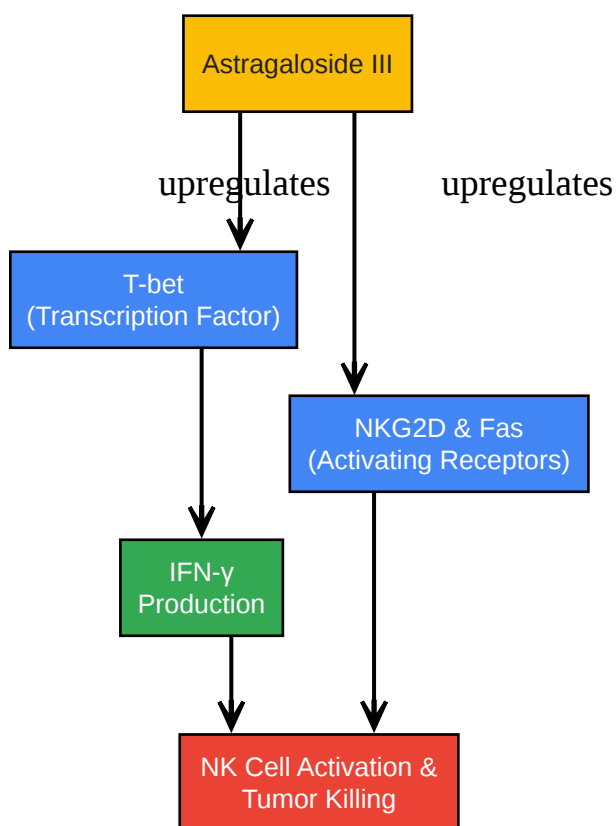 Astragaloside III
upregulates
upregulates
T-bet
(Transcription Factor)
NKG2D & Fas
(Activating Receptors)
IFN-γ
Production
NK Cell Activation &
Tumor Killing